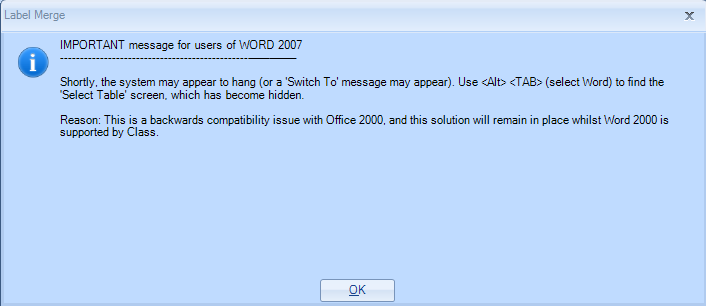 Label Merge
IMPORTANT message for users of WORD 2007
------------------------------------------------------------
Shortly, the system may appear to hang (or a 'Switch To' message may appear). Use <Alt> <TAB> (select Word) to find the
'Select Table' screen, which has become hidden.
Reason: This is a backwards compatibility issue with Office 2000, and this solution will remain in place whilst Word 2000 is
supported by Class.
OK